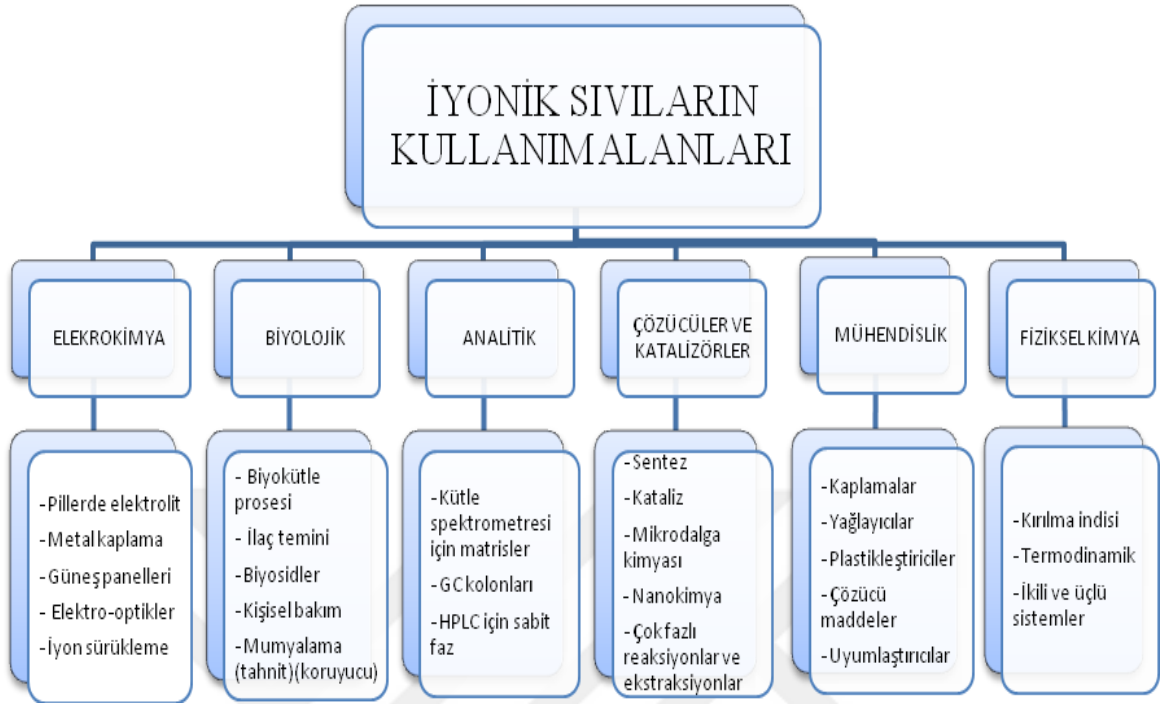 İYONİK SIVILARIN
KULLANIM ALANLARI
ELEKROKİMYA
BİYOLOJİK
ANALİTİK
ÇÖZÜCÜLER VE
KATALİZÖRLER
MÜHENDİSLİK
FİZİKSEL KİMYA
-Pillerde elektrolit
-Metal kaplama
-Güneş panelleri
- Elektro-optikler
-İyon sürükleme
- Biyokütle
prosesi
- İlaç temini
-Biyosidler
-Kişisel bakım
-Mumyalama
(tahnit)(koruyucu)
-Kütle
spektrometresi
için matrisler
-GC kolonları
-HPLC için sabit
faz
-Sentez
-Kataliz
-Mikrodalga
kimyası
-Nanokimya
-Çok fazlı
reaksiyonlar ve
ekstraksiyonlar
-Kaplamalar
-Yağlayıcılar
-Plastikleştiriciler
-Çözücü
maddeler
-Uyumlaştırıcılar
-Kırılma indisi
-Termodinamik
-İkili ve üçlü
sistemler